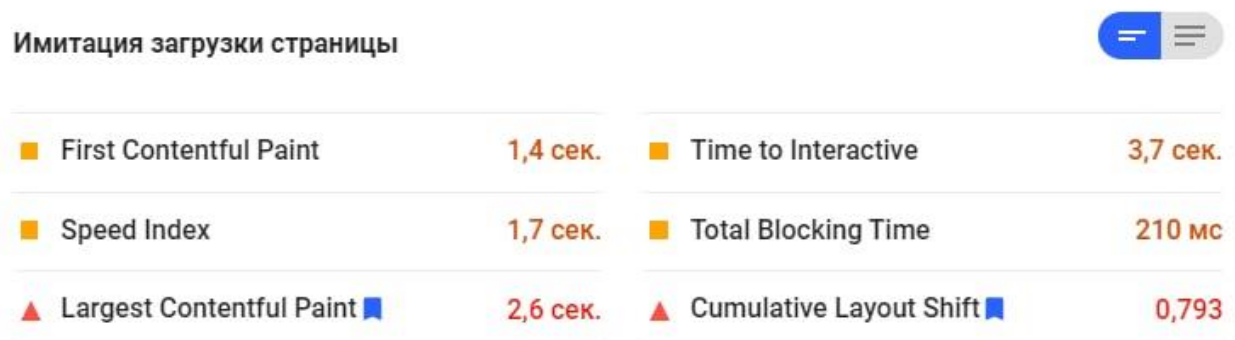 Имитация загрузки страницы
First Contentful Paint 1,4 сек. Time to Interactive 3,7 сек.
Speed Index 1,7 сек. Total Blocking Time 210 мс
Largest Contentful Paint 2,6 сек. Cumulative Layout Shift 0,793